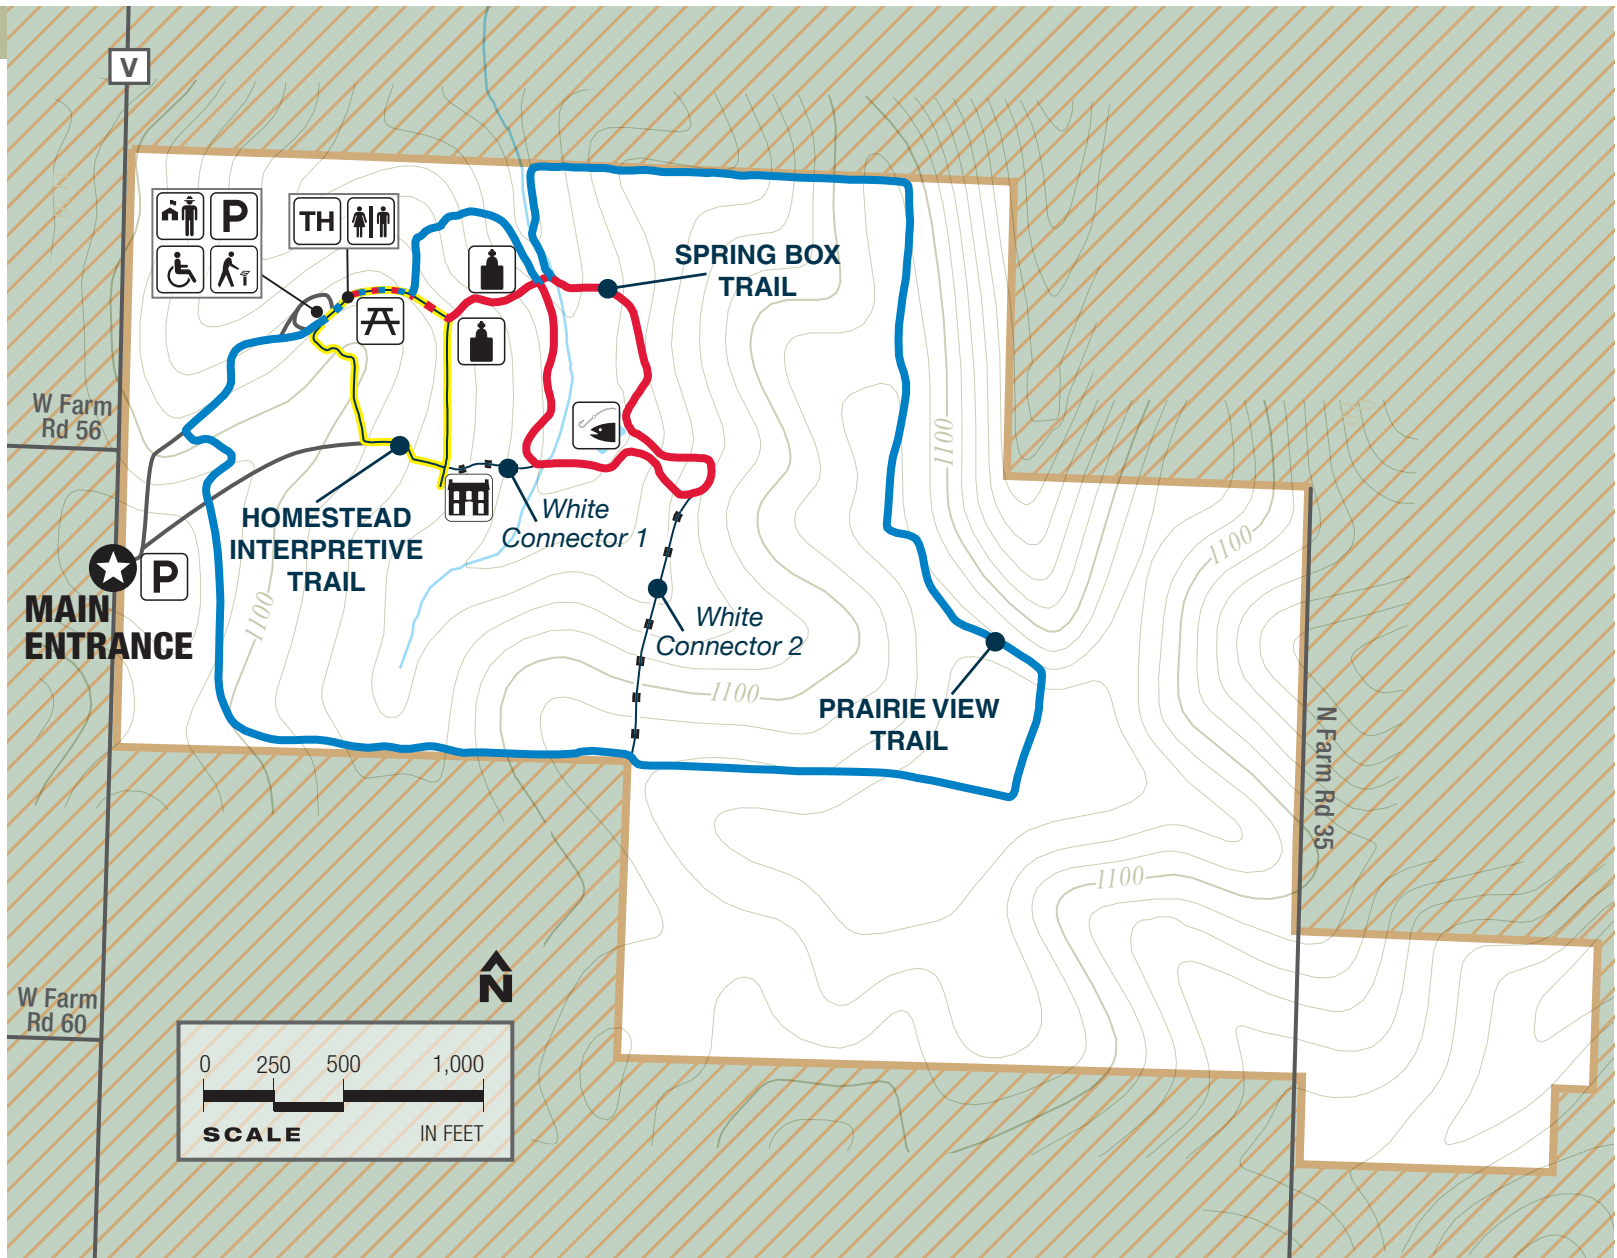 V
P
TH
SPRING BOX
TRAIL
W Farm
Rd 56
1100
HOMESTEAD
INTERPRETIVE
TRAIL
White
Connector 1
1100
P
MAIN
ENTRANCE
1100
White
Connector 2
1100
PRAIRIE VIEW
TRAIL
N Farm Rd 35
1100
W Farm
Rd 60
N
0 250 500 1,000
SCALE IN FEET